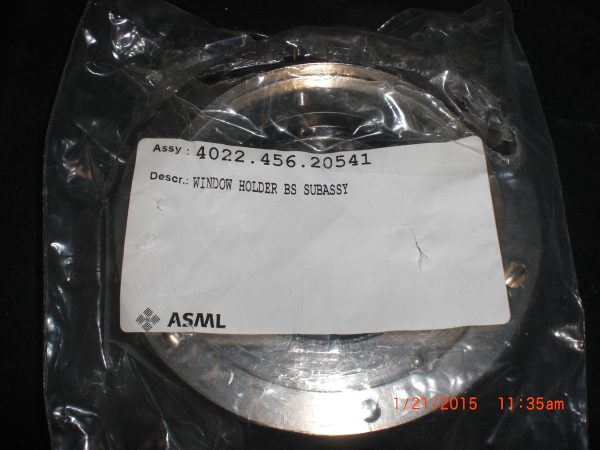 Assy : 4022.456.20541
Descr.: WINDOW HOLDER BS SUBASSY
ASML
1/21/2015 11:35am